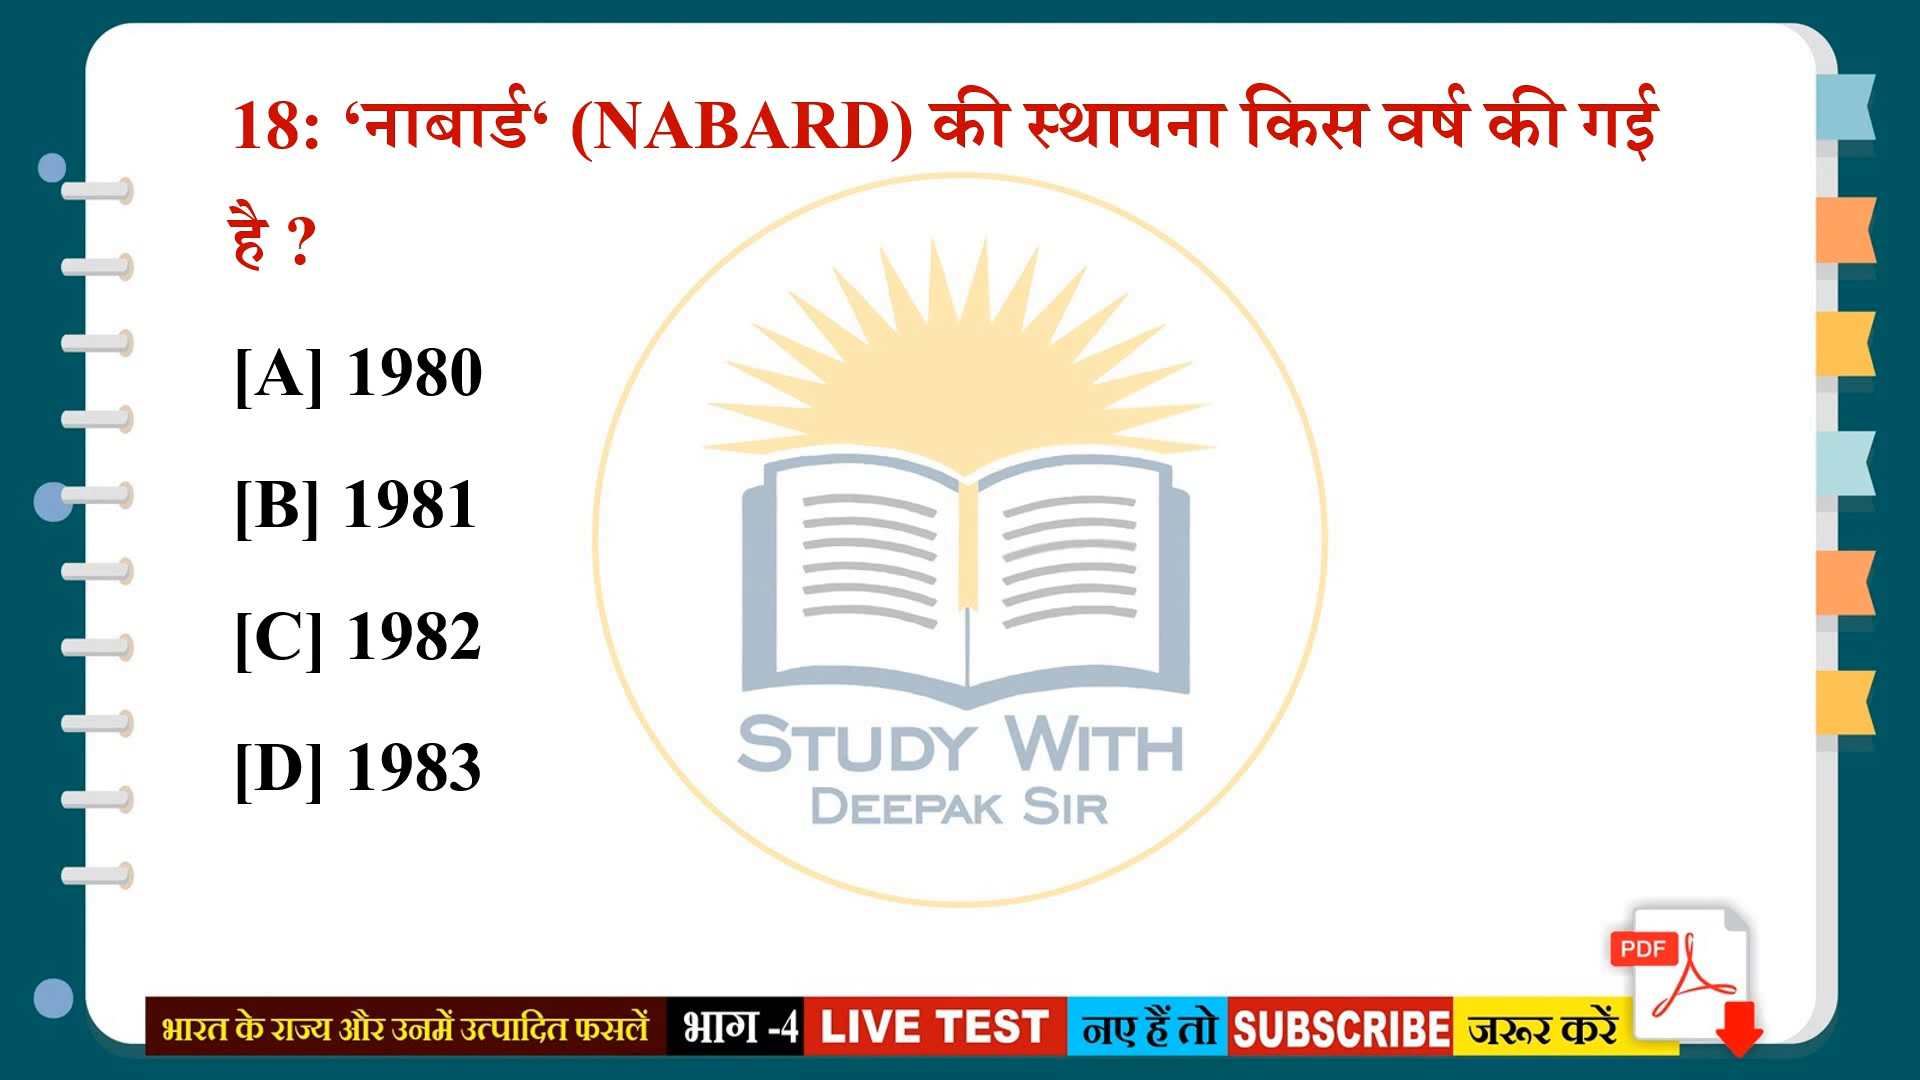 18: ‘नाबार्ड‘ (NABARD) की स्थापना किस वर्ष की गई
है ?
[A] 1980
[B] 1981
[C] 1982
[D] 1983
STUDY WITH
DEEPAK SIR
PDF
भारत के राज्य और उनमें उत्पादित फसलें भाग -4 LIVE TEST नए हैं तो SUBSCRIBE जरूर करें